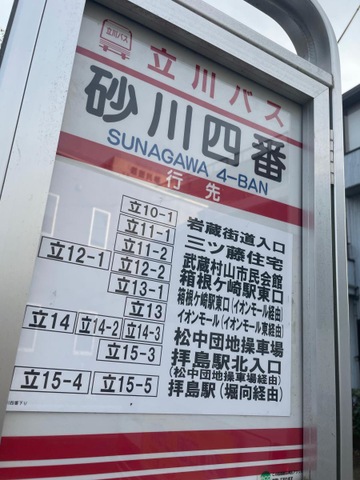 立川バス
立川バス
砂川四番
SUNAGAWA 4-BAN
行先
立10-1 岩蔵街道入口
立11-1 三ツ藤住宅
立11-2 武蔵村山市民会館
立12-1 立12-2 箱根ケ崎駅東口
立13-1 箱根ケ崎駅東口(イオンモール経由)
立13 イオンモール(イオンモール東経由)
立14 立14-2 立14-3 松中団地操車場
立15-3 拝島駅北入口
(松中団地操車場経由)
立15-4 立15-5 拝島駅(堀向経由)